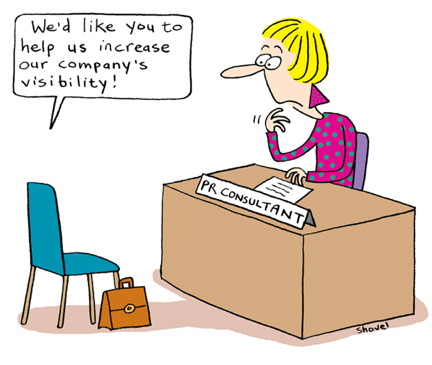 We'd like you to
help us increase
our company's
visibility!
PR CONSULTANT
shovel